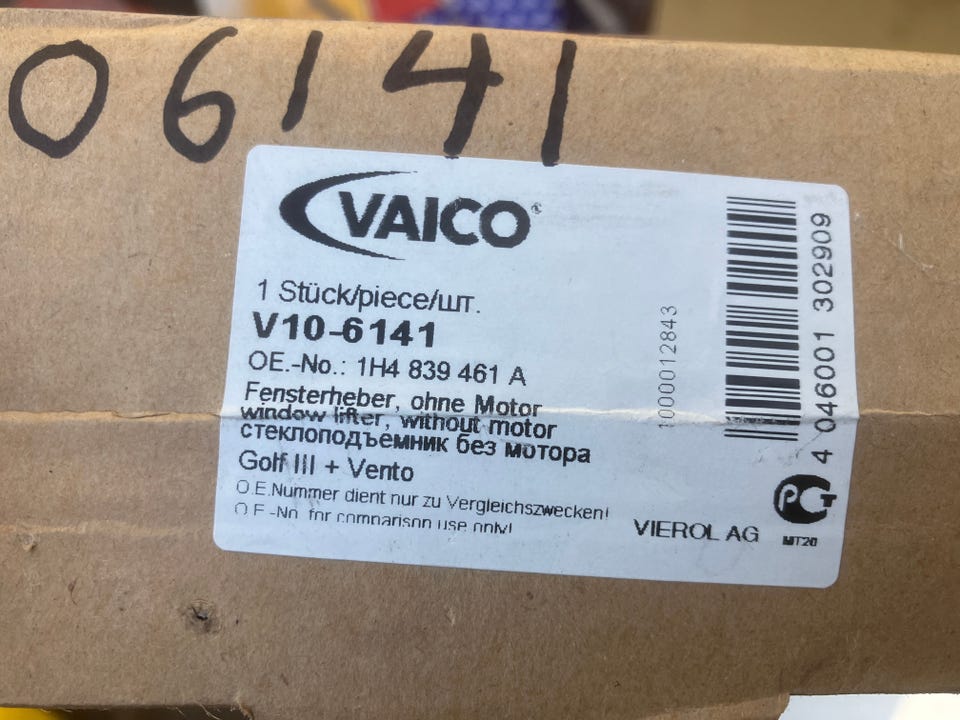 06141
VAICO®
1 Stück/piece/шт.
V10-6141
OE.-No.: 1H4 839 461 A
Fensterheber, ohne Motor
window lifter, without motor
стеклоподъемник без мотора
Golf III + Vento
O.E.Nummer dient nur zu Vergleichszwecken!
O.E.-No. for comparison use only!
VIEROL AG
1000012843
4 046001 302909
РСТ
MT20